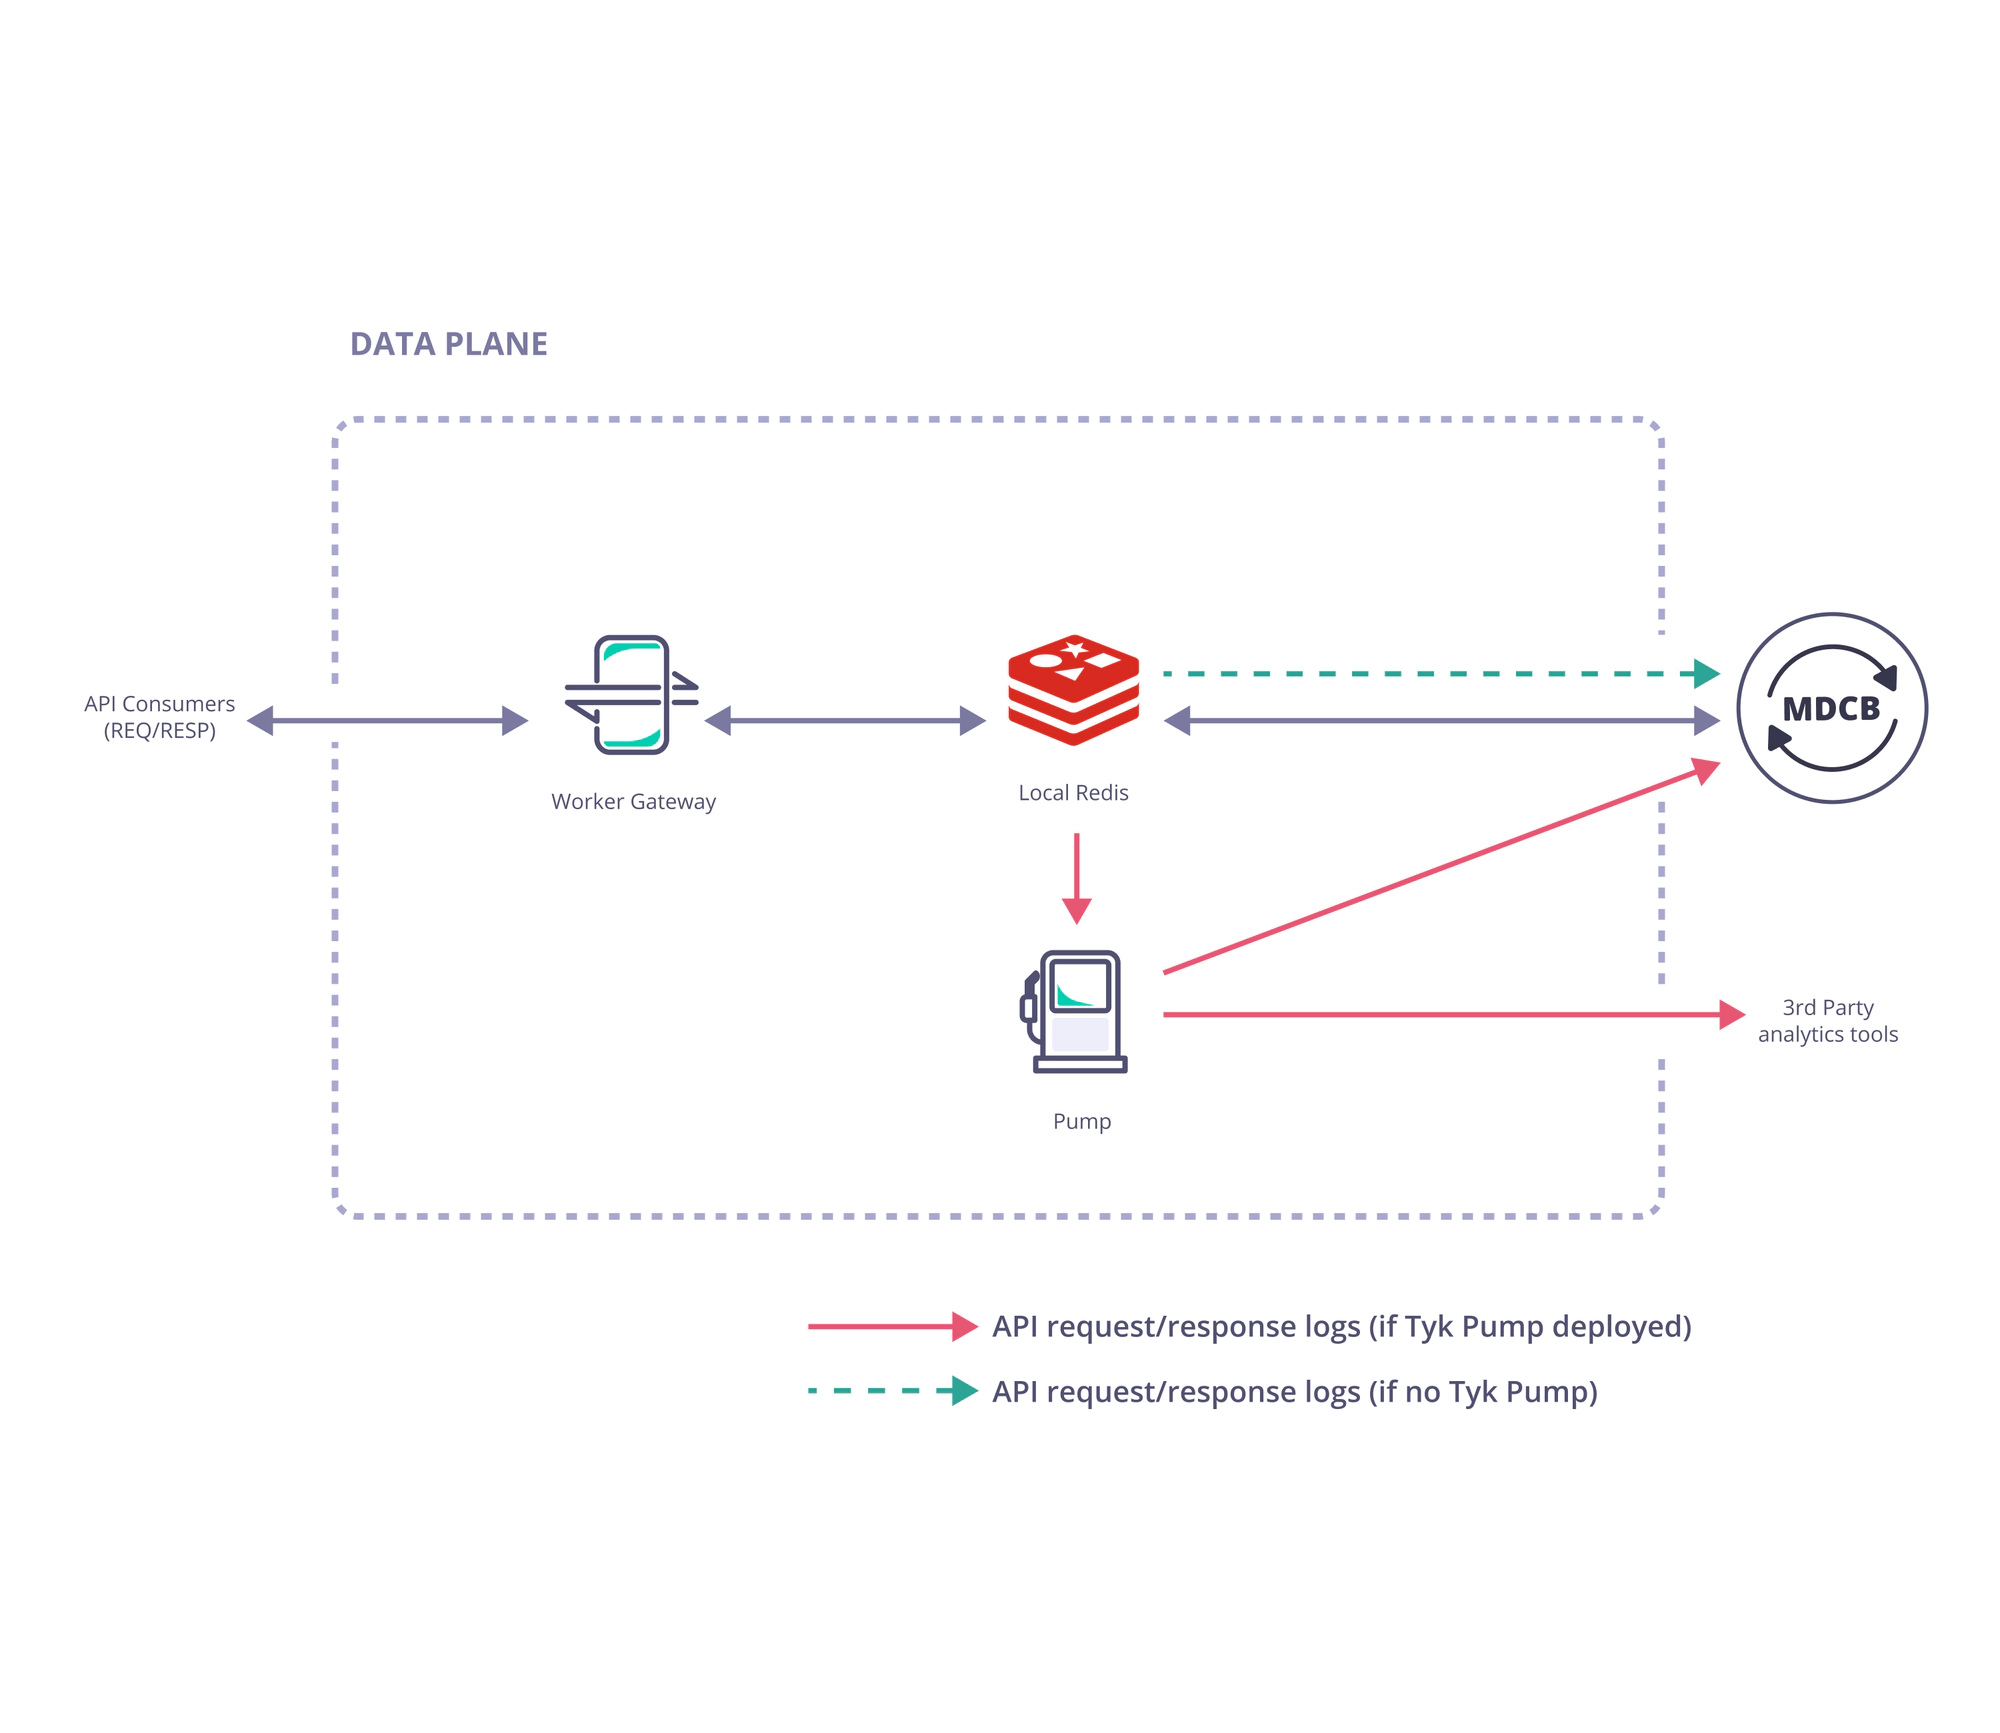 DATA PLANE
API Consumers
(REQ/RESP)
Worker Gateway
Local Redis
MDCB
Pump
3rd Party
analytics tools
API request/response logs (if Tyk Pump deployed)
API request/response logs (if no Tyk Pump)